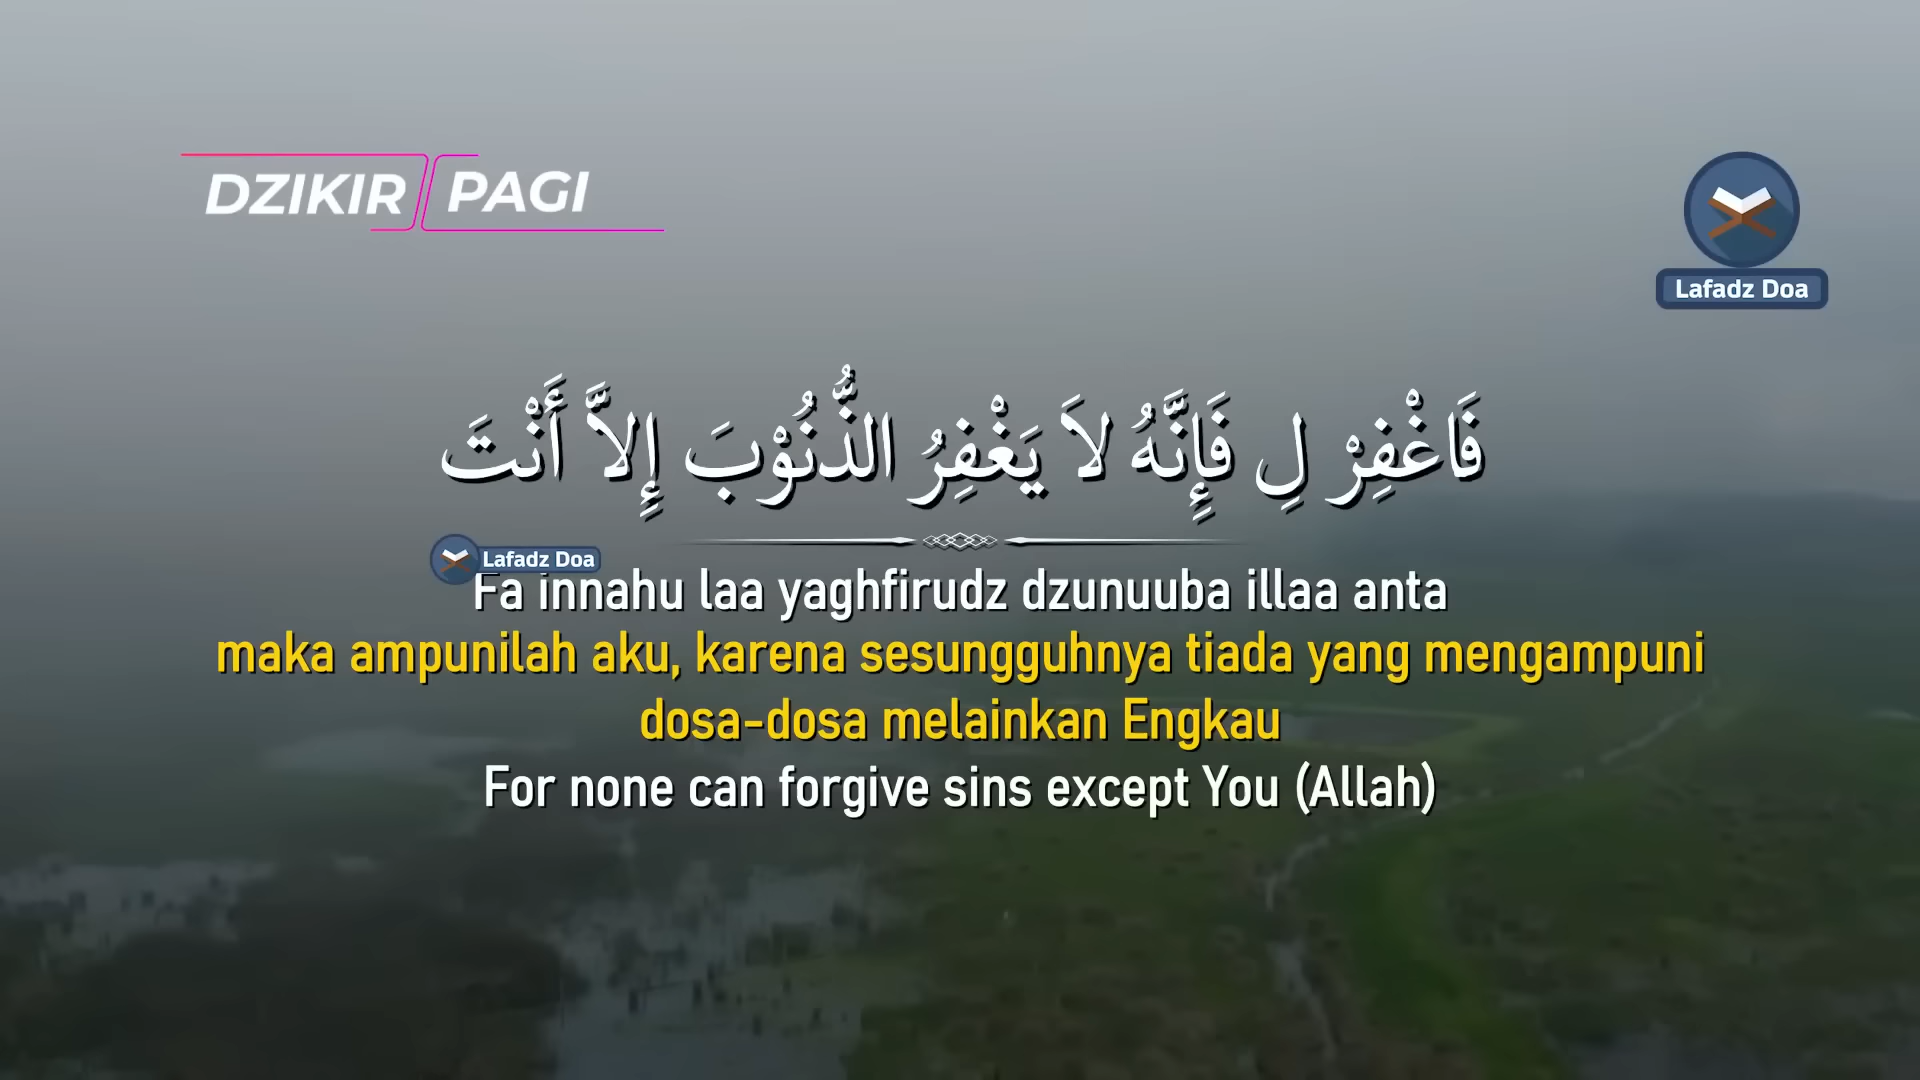 DZIKIR PAGI
Lafadz Doa
فَاغْفِرْ لِ فَإِنَّهُ لاَ يَغْفِرُ الذُّنُوْبَ إِلاَّ أَنْتَ
Lafadz Doa
Fa innahu laa yaghfirudz dzunuuba illaa anta
maka ampunilah aku, karena sesungguhnya tiada yang mengampuni
dosa-dosa melainkan Engkau
For none can forgive sins except You (Allah)